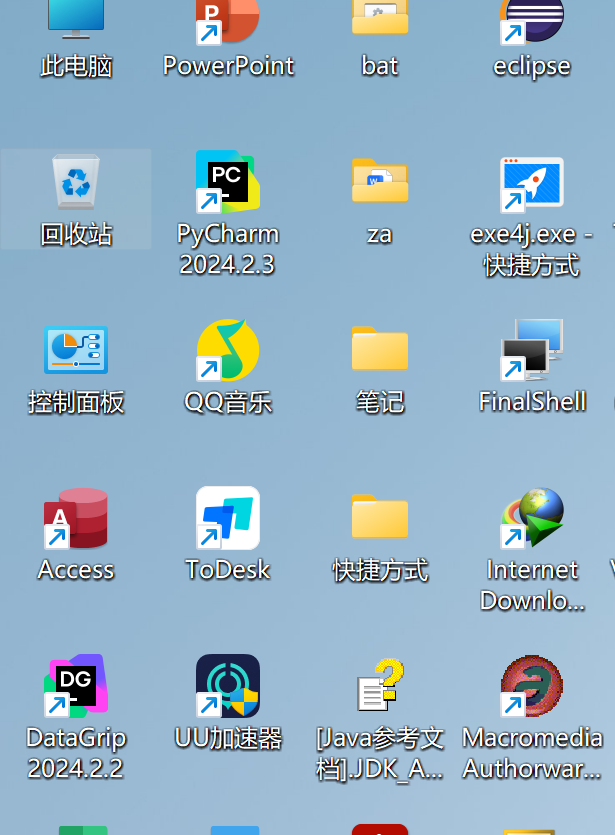 此电脑
PowerPoint
bat
eclipse
回收站
PyCharm
2024.2.3
za
exe4j.exe -
快捷方式
控制面板
QQ音乐
笔记
FinalShell
Access
ToDesk
快捷方式
Internet
Downlo...
DataGrip
2024.2.2
UU加速器
[Java参考文
档].JDK_A...
Macromedia
Authorwar...